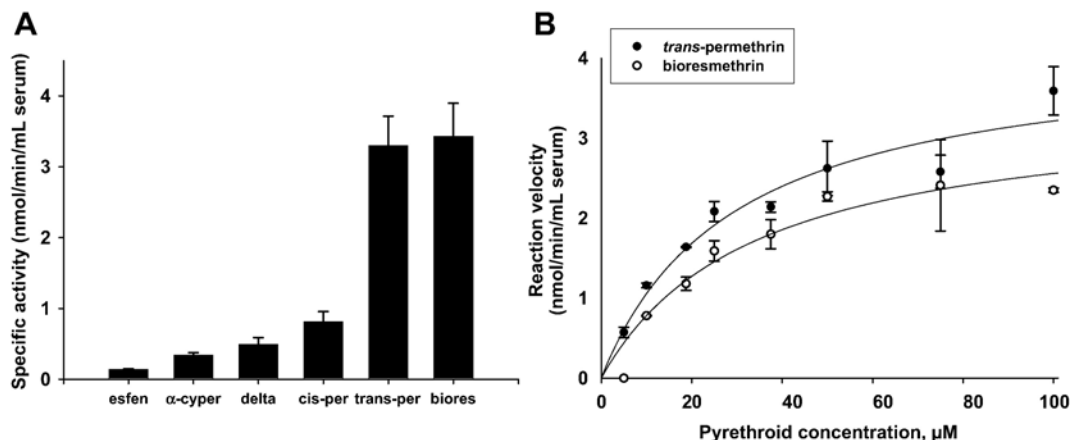 A
Specific activity (nmol/min/mL serum)
4
3
2
1
0
esfen α-cyper delta cis-per trans-per biores
B
trans-permethrin
bioresmethrin
Reaction velocity
(nmol/min/mL serum)
4
3
2
1
0
0 20 40 60 80 100
Pyrethroid concentration, µM